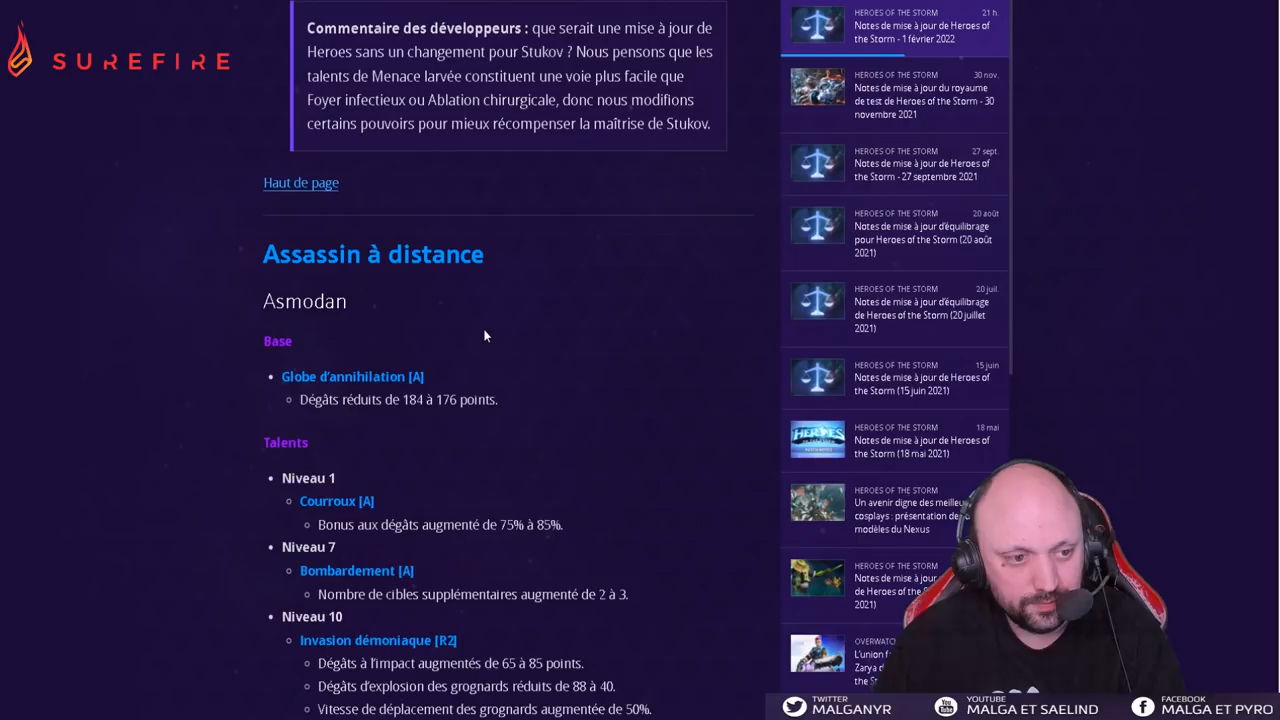 SUREFIRE
Commentaire des développeurs : que serait une mise à jour de
Heroes sans un changement pour Stukov ? Nous pensons que les
talents de Menace larvée constituent une voie plus facile que
Foyer infectieux ou Ablation chirurgicale, donc nous modifions
certains pouvoirs pour mieux récompenser la maîtrise de Stukov.
Haut de page
Assassin à distance
Asmodan
Base
Globe d'annihilation [A]
Dégâts réduits de 184 à 176 points.
Talents
Niveau 1
Courroux [A]
Bonus aux dégâts augmenté de 75% à 85%.
Niveau 7
Bombardement [A]
Nombre de cibles supplémentaires augmenté de 2 à 3.
Niveau 10
Invasion démoniaque [R2]
Dégâts à l'impact augmentés de 65 à 85 points.
Dégâts d'explosion des grognards réduits de 88 à 40.
Vitesse de déplacement des grognards augmentée de 50%.
HEROES OF THE STORM 21 h.
Notes de mise à jour de Heroes of
the Storm - 1 février 2022
HEROES OF THE STORM 30 nov.
Notes de mise à jour du royaume
de test de Heroes of the Storm - 30
novembre 2021
HEROES OF THE STORM 27 sept.
Notes de mise à jour de Heroes of
the Storm - 27 septembre 2021
HEROES OF THE STORM 20 août
Notes de mise à jour d'équilibrage
pour Heroes of the Storm (20 août
2021)
HEROES OF THE STORM 20 juil.
Notes de mise à jour d'équilibrage
de Heroes of the Storm (20 juillet
2021)
HEROES OF THE STORM 15 juin
Notes de mise à jour de Heroes of
the Storm (15 juin 2021)
HEROES OF THE STORM 18 mai
Notes de mise à jour de Heroes of
the Storm (18 mai 2021)
HEROES OF THE STORM
Un avenir digne des meilleu
cosplays : présentation de
modèles du Nexus
HEROES OF THE STORM
Notes de mise à jour
de Heroes of the
2021)
OVERWATC
L'union f
Zarya d
the St
TWITTER
MALGANYR
YOUTUBE
MALGA ET SAELIND
FACEBOOK
MALGA ET PYRO